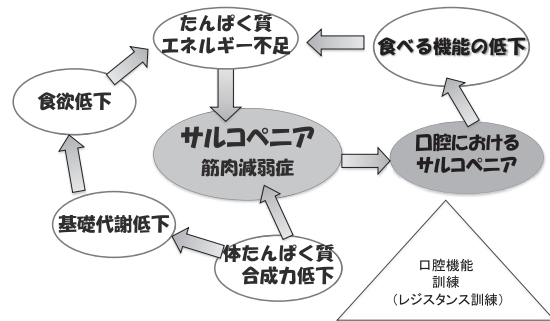 たんぱく質
エネルギー不足
食べる機能の低下
食欲低下
サルコペニア
筋肉減弱症
口腔における
サルコペニア
基礎代謝低下
体たんぱく質
合成力低下
口腔機能
訓練
（レジスタンス訓練）